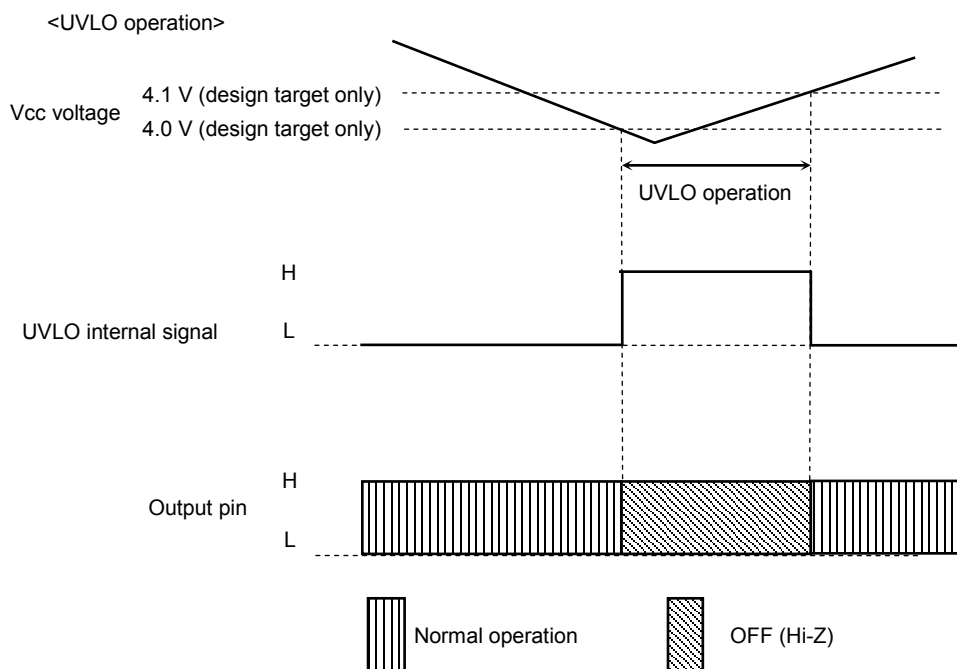 <UVLO operation>
4.1 V (design target only)
Vcc voltage
4.0 V (design target only)
UVLO operation
H
UVLO internal signal
L
H
Output pin
L
Normal operation
OFF (Hi-Z)